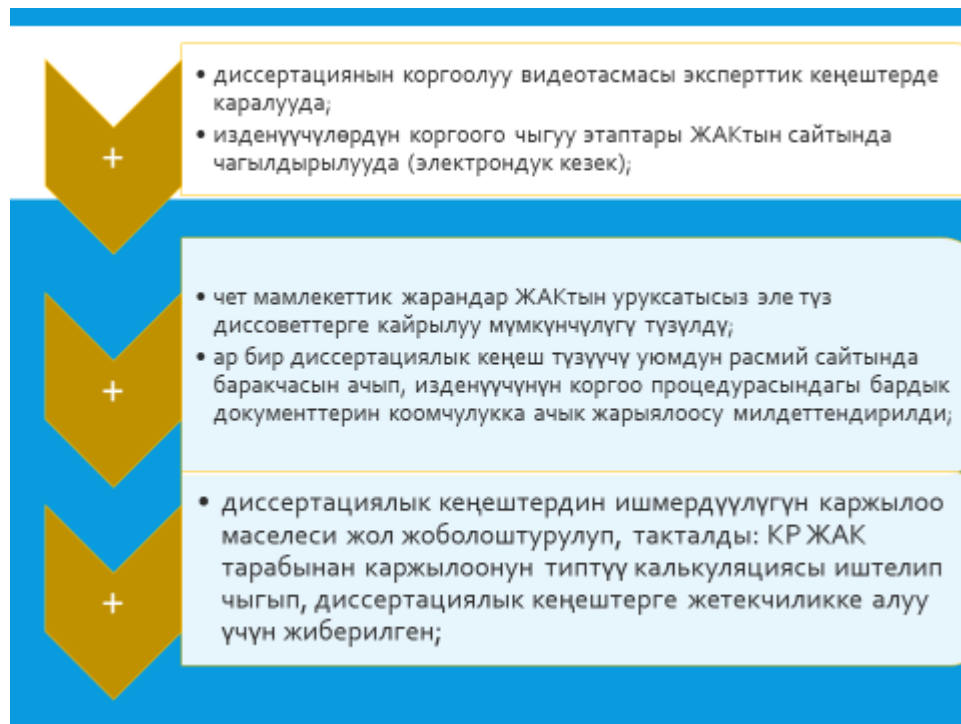 • диссертациянын коргоолуу видеотасмасы эксперттик кеңештерде
каралууда;
• изденүүчүлөрдүн коргоого чыгуу этаптары ЖАКтын сайтында
чагылдырылууда (электрондук кезек);
+
• чет мамлекеттик жарандар ЖАКтын уруксатысыз эле түз
диссоветтерге кайрылуу мүмкүнчүлүгү түзүлдү;
• ар бир диссертациялык кеңеш түзүүчү уюмдун расмий сайтында
баракчасын ачып, изденүүчүнүн коргоо процедурасындагы бардык
документтерин коомчулукка ачык жарыялоосу милдеттендирилди;
+
• диссертациялык кеңештердин ишмердүүлүгүн каржылоо
маселеси жол жоболоштурулуп, такталды: КР ЖАК
тарабынан каржылоонун типтүү калькуляциясы иштелип
чыгып, диссертациялык кеңештерге жетекчиликке алуу
үчүн жиберилген;
+